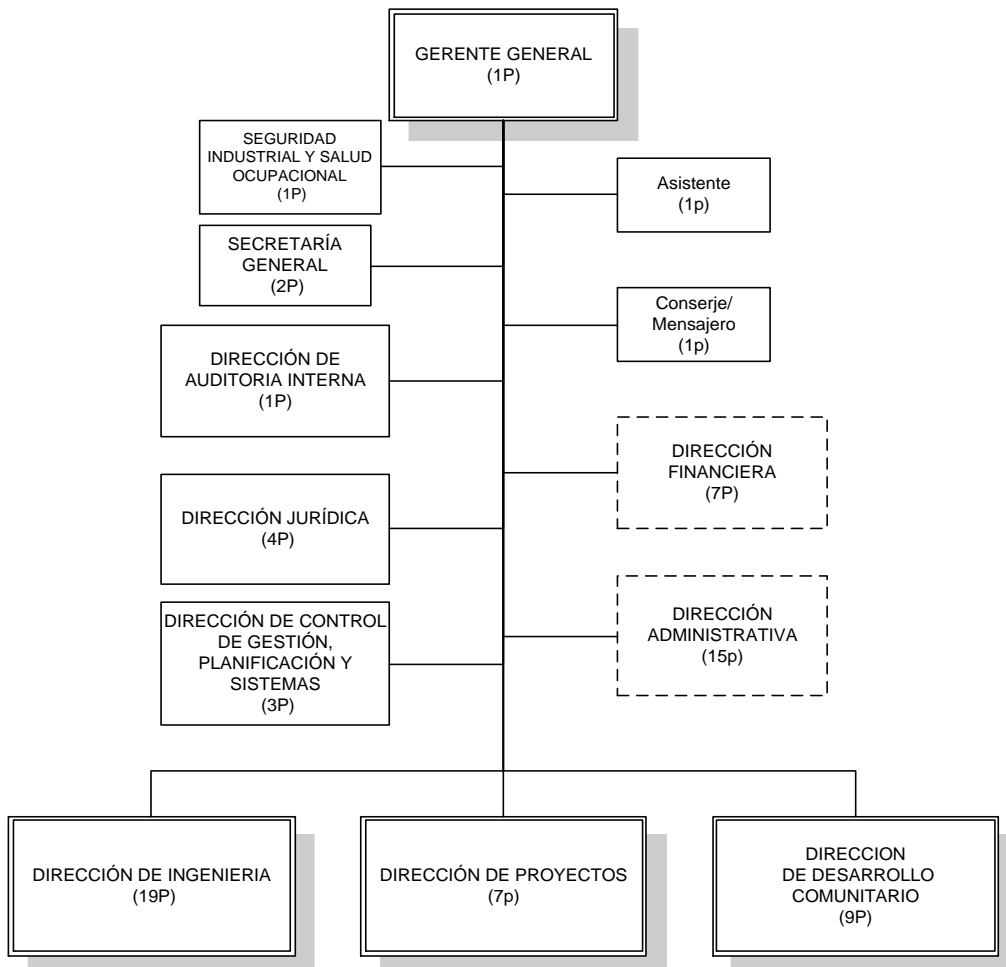 GERENTE GENERAL
(1P)
SEGURIDAD
INDUSTRIAL Y SALUD
OCUPACIONAL
(1P)
Asistente
(1p)
SECRETARÍA
GENERAL
(2P)
Conserje/
Mensajero
(1p)
DIRECCIÓN DE
AUDITORIA INTERNA
(1P)
DIRECCIÓN
FINANCIERA
(7P)
DIRECCIÓN JURÍDICA
(4P)
DIRECCIÓN
ADMINISTRATIVA
(15p)
DIRECCIÓN DE CONTROL
DE GESTIÓN,
PLANIFICACIÓN Y
SISTEMAS
(3P)
DIRECCIÓN DE INGENIERIA
(19P)
DIRECCIÓN DE PROYECTOS
(7p)
DIRECCION
DE DESARROLLO
COMUNITARIO
(9P)